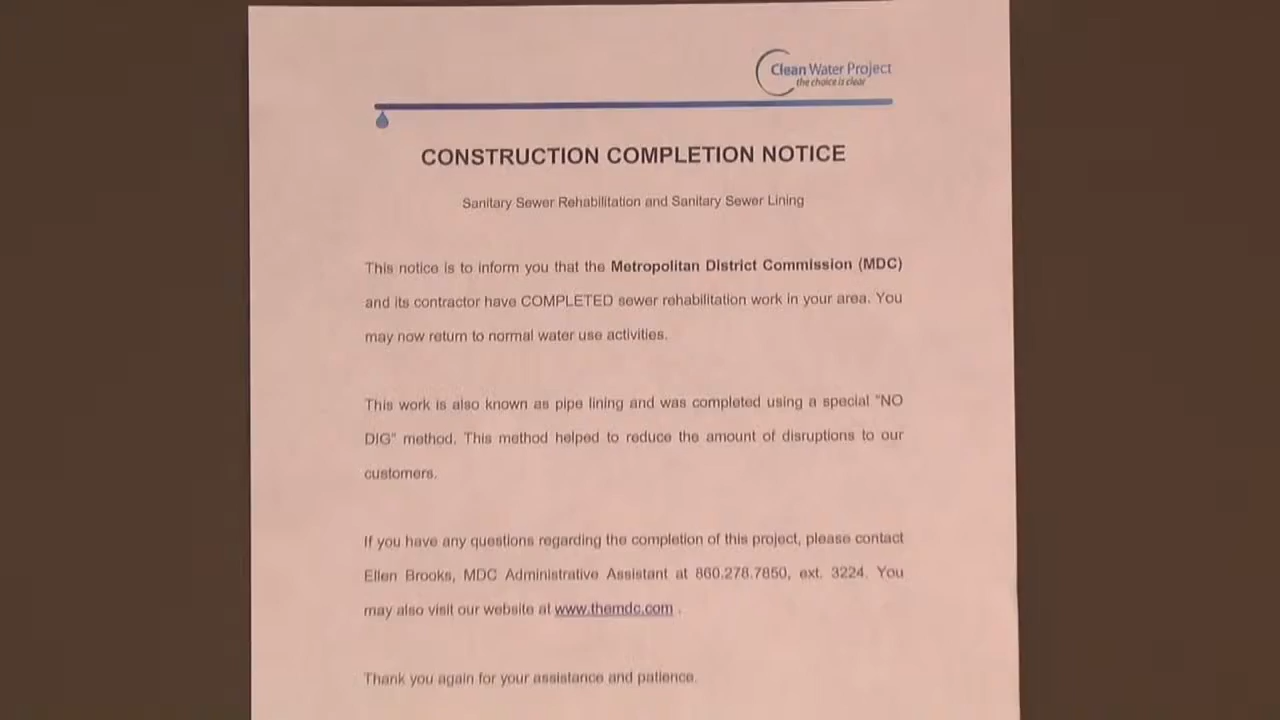 Clean Water Project
the choice is clear
CONSTRUCTION COMPLETION NOTICE
Sanitary Sewer Rehabilitation and Sanitary Sewer Lining
This notice is to inform you that the Metropolitan District Commission (MDC)
and its contractor have COMPLETED sewer rehabilitation work in your area. You
may now return to normal water use activities.
This work is also known as pipe lining and was completed using a special "NO
DIG" method. This method helped to reduce the amount of disruptions to our
customers.
If you have any questions regarding the completion of this project, please contact
Ellen Brooks, MDC Administrative Assistant at 860.278.7850, ext. 3224. You
may also visit our website at www.themdc.com .
Thank you again for your assistance and patience.